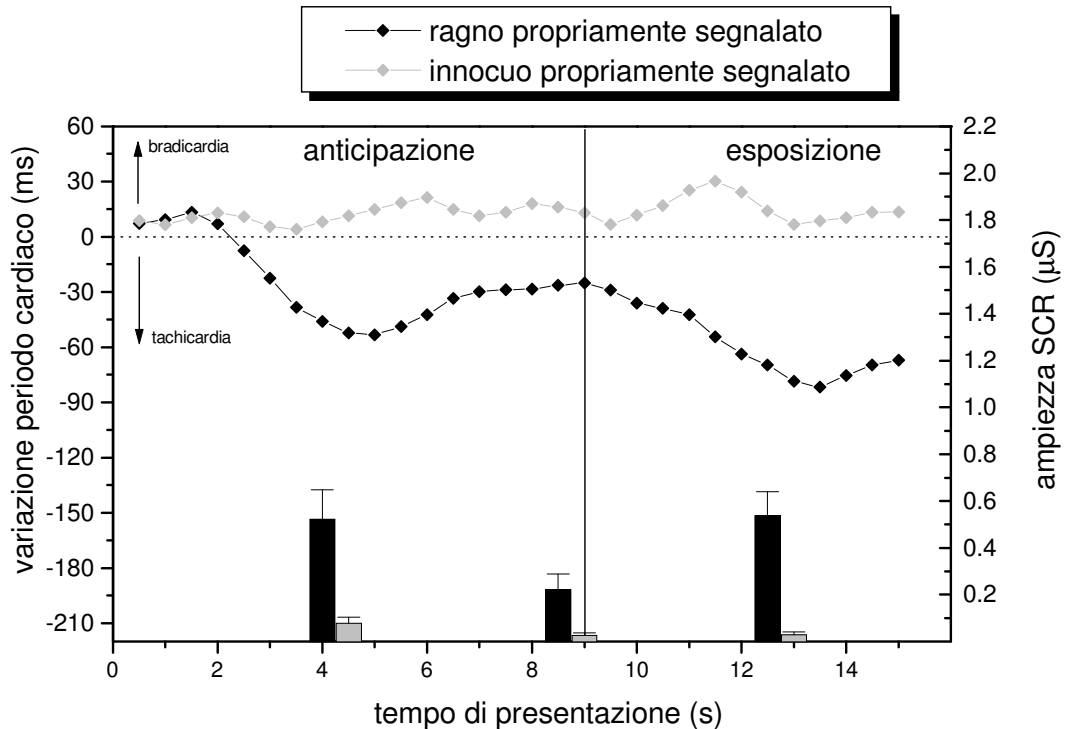 ragno propriamente segnalato
innocuo propriamente segnalato
anticipazione
esposizione
bradicardia
tachicardia
variazione periodo cardiaco (ms)
60
30
0
-30
-60
-90
-120
-150
-180
-210
2.2
2.0
1.8
1.6
1.4
1.2
1.0
0.8
0.6
0.4
0.2
ampiezza SCR (µS)
0 2 4 6 8 10 12 14
tempo di presentazione (s)